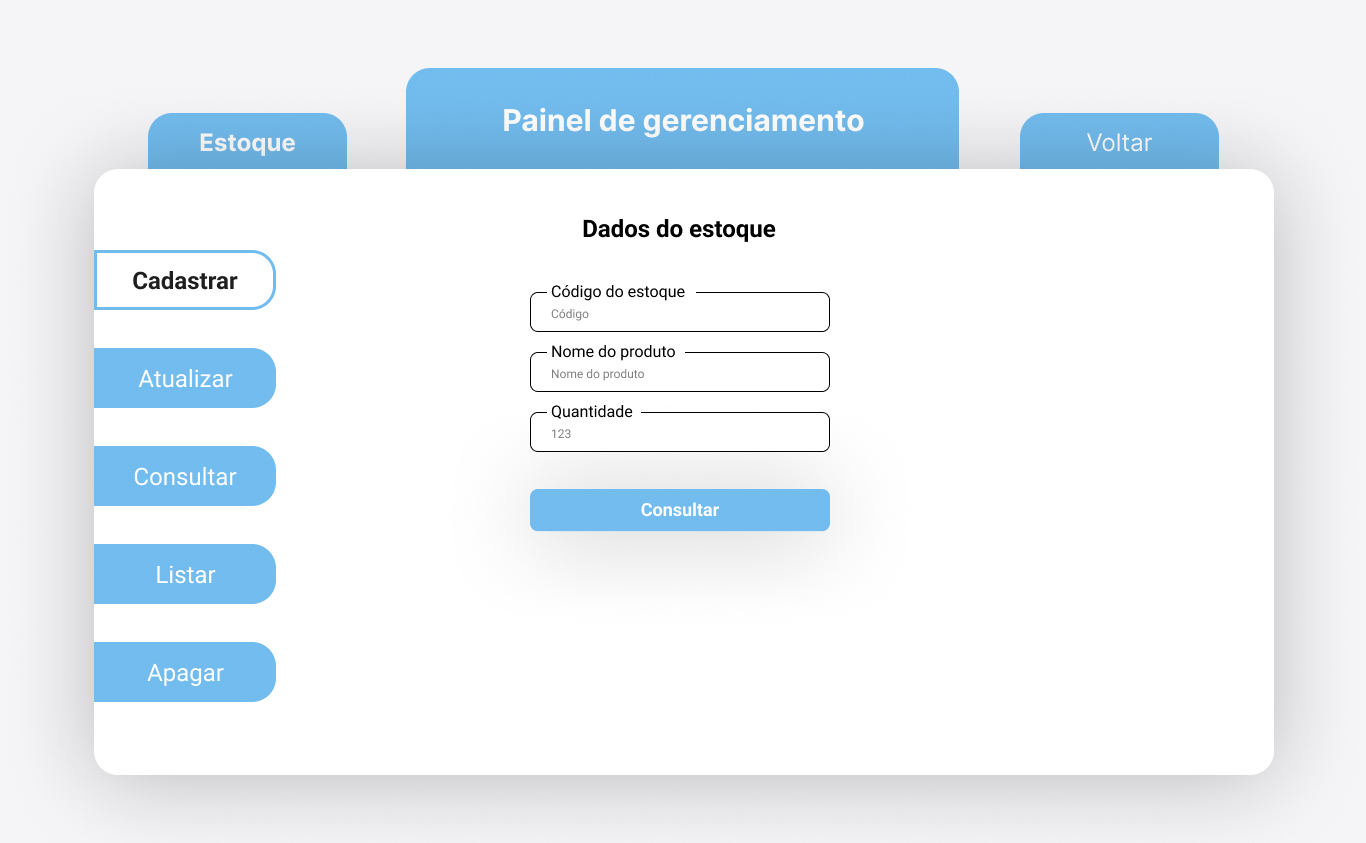 Painel de gerenciamento
Estoque
Voltar
Dados do estoque
Cadastrar
Código do estoque
Código
Nome do produto
Atualizar
Nome do produto
Quantidade
123
Consultar
Consultar
Listar
Apagar